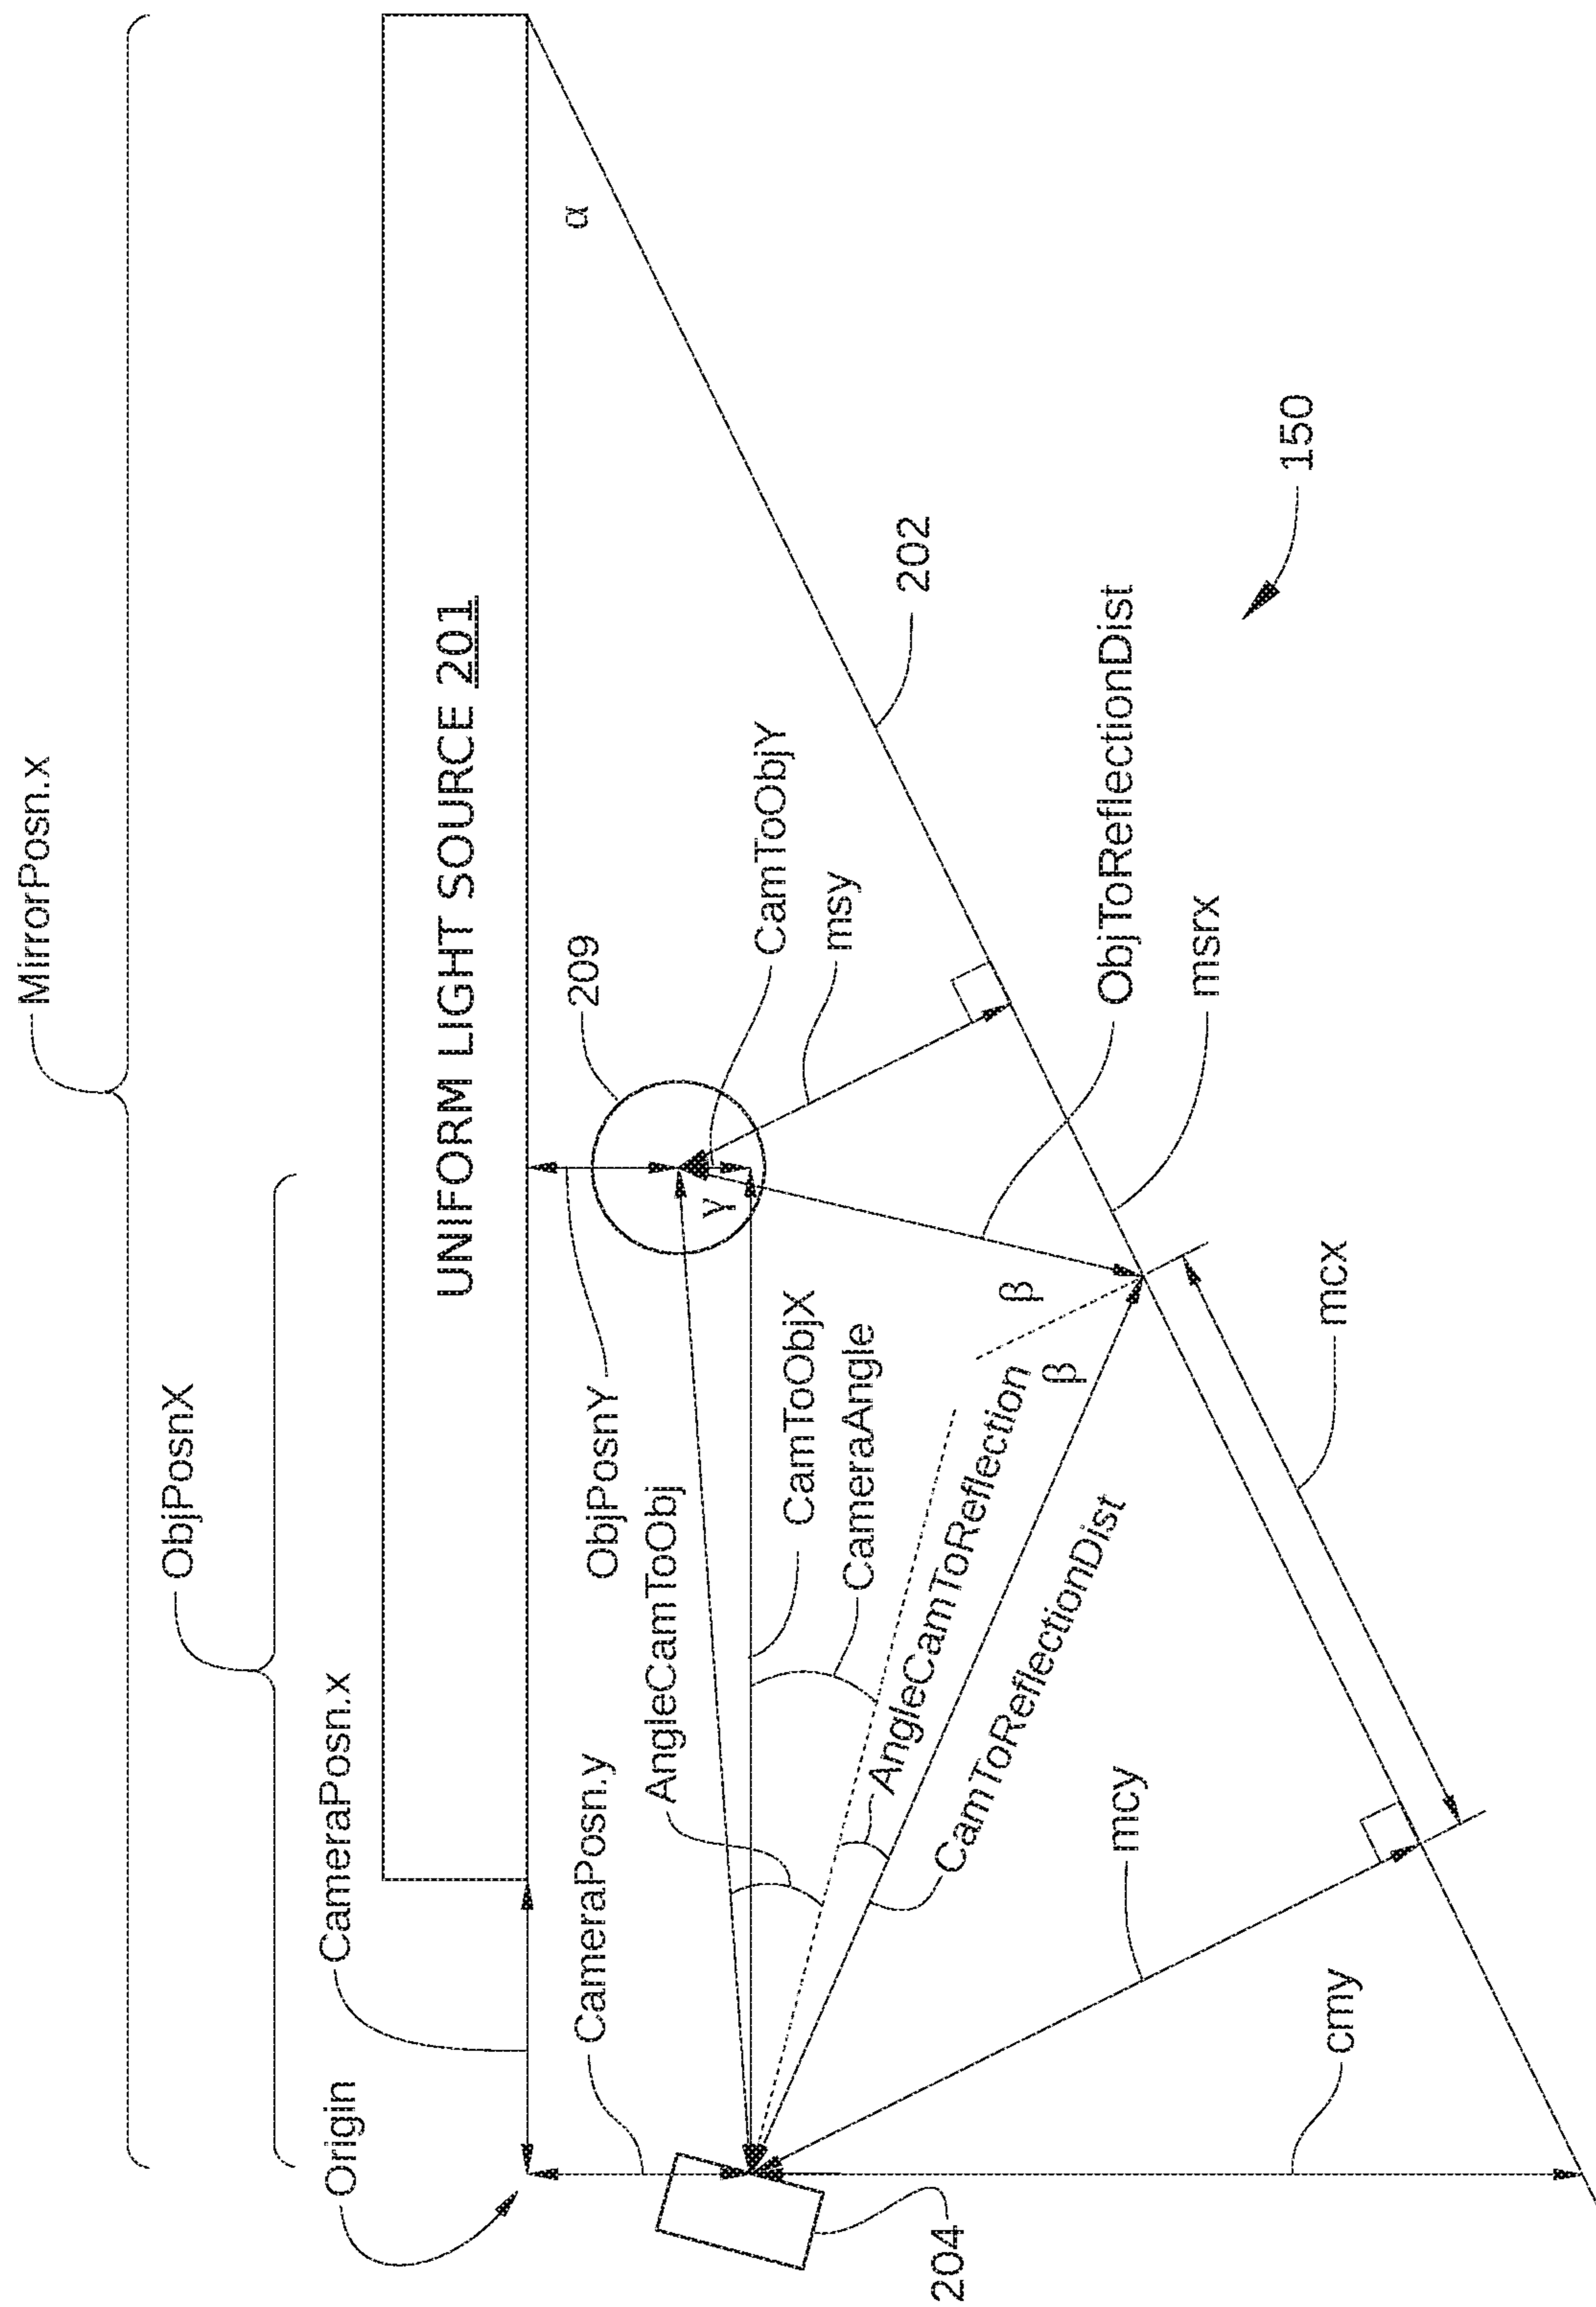 MirrorPosn.x
ObjPosnX
CameraPosn.x
Origin
UNIFORM LIGHT SOURCE 201
α
209
ObjPosnY
CameraPosn.y
AngleCamToObj
γ
CamToObjY
msy
CamToObjX
CameraAngle
202
AngleCamToReflection
CamToReflectionDist
β
β
ObjToReflectionDist
msrx
150
mcx
mcy
cmy
204